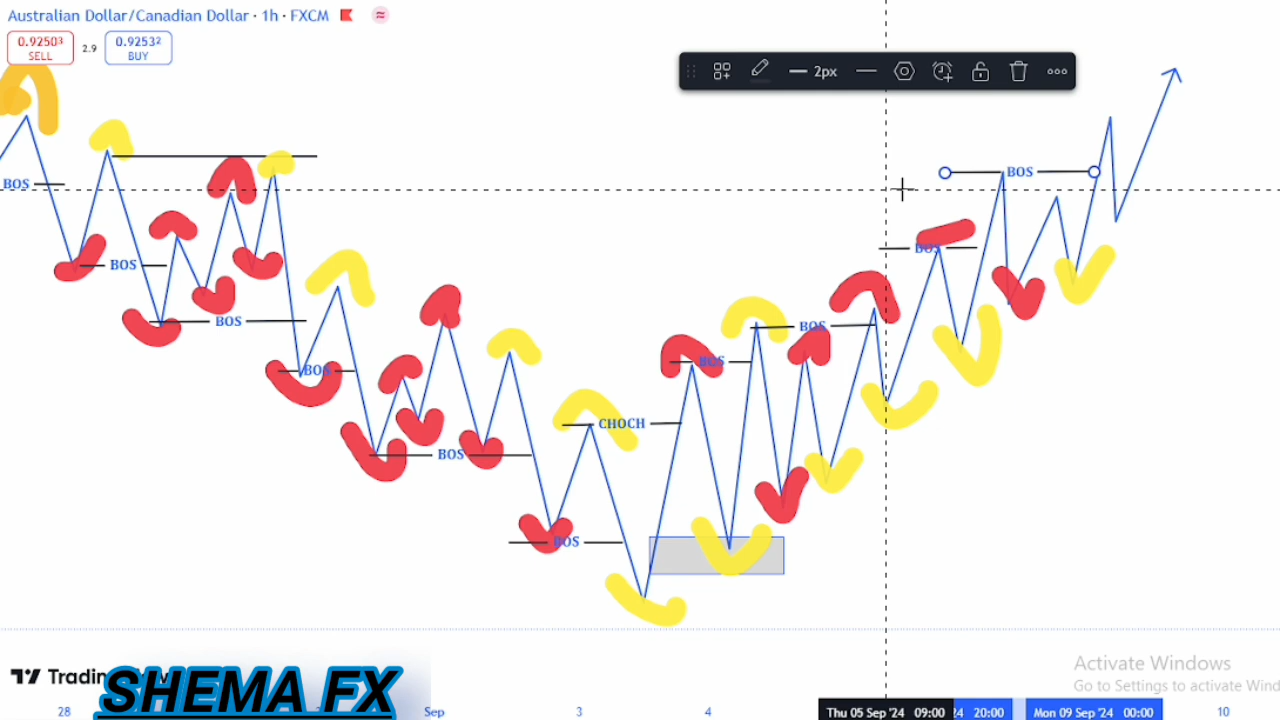 Australian Dollar/Canadian Dollar · 1h · FXCM
0.92503 SELL
2.9
0.92532 BUY
2px
BOS
BOS
BOS
BOS
BOS
BOS
CHOCH
BOS
BOS
BOS
BOS
SHEMA FX
Activate Windows
Go to Settings to activate Wind
28
Sep
3
4
Thu 05 Sep '24 09:00
'24 20:00
Mon 09 Sep '24 00:00
10